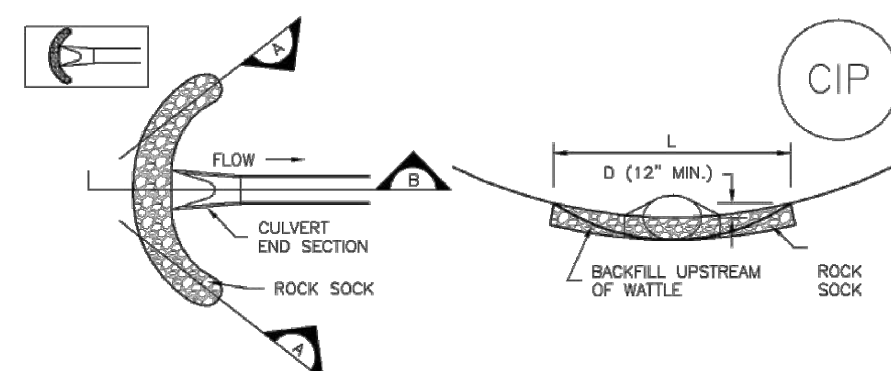 A
FLOW
B
CULVERT
END SECTION
ROCK SOCK
A
CIP
L
D (12" MIN.)
BACKFILL UPSTREAM
OF WATTLE
ROCK
SOCK